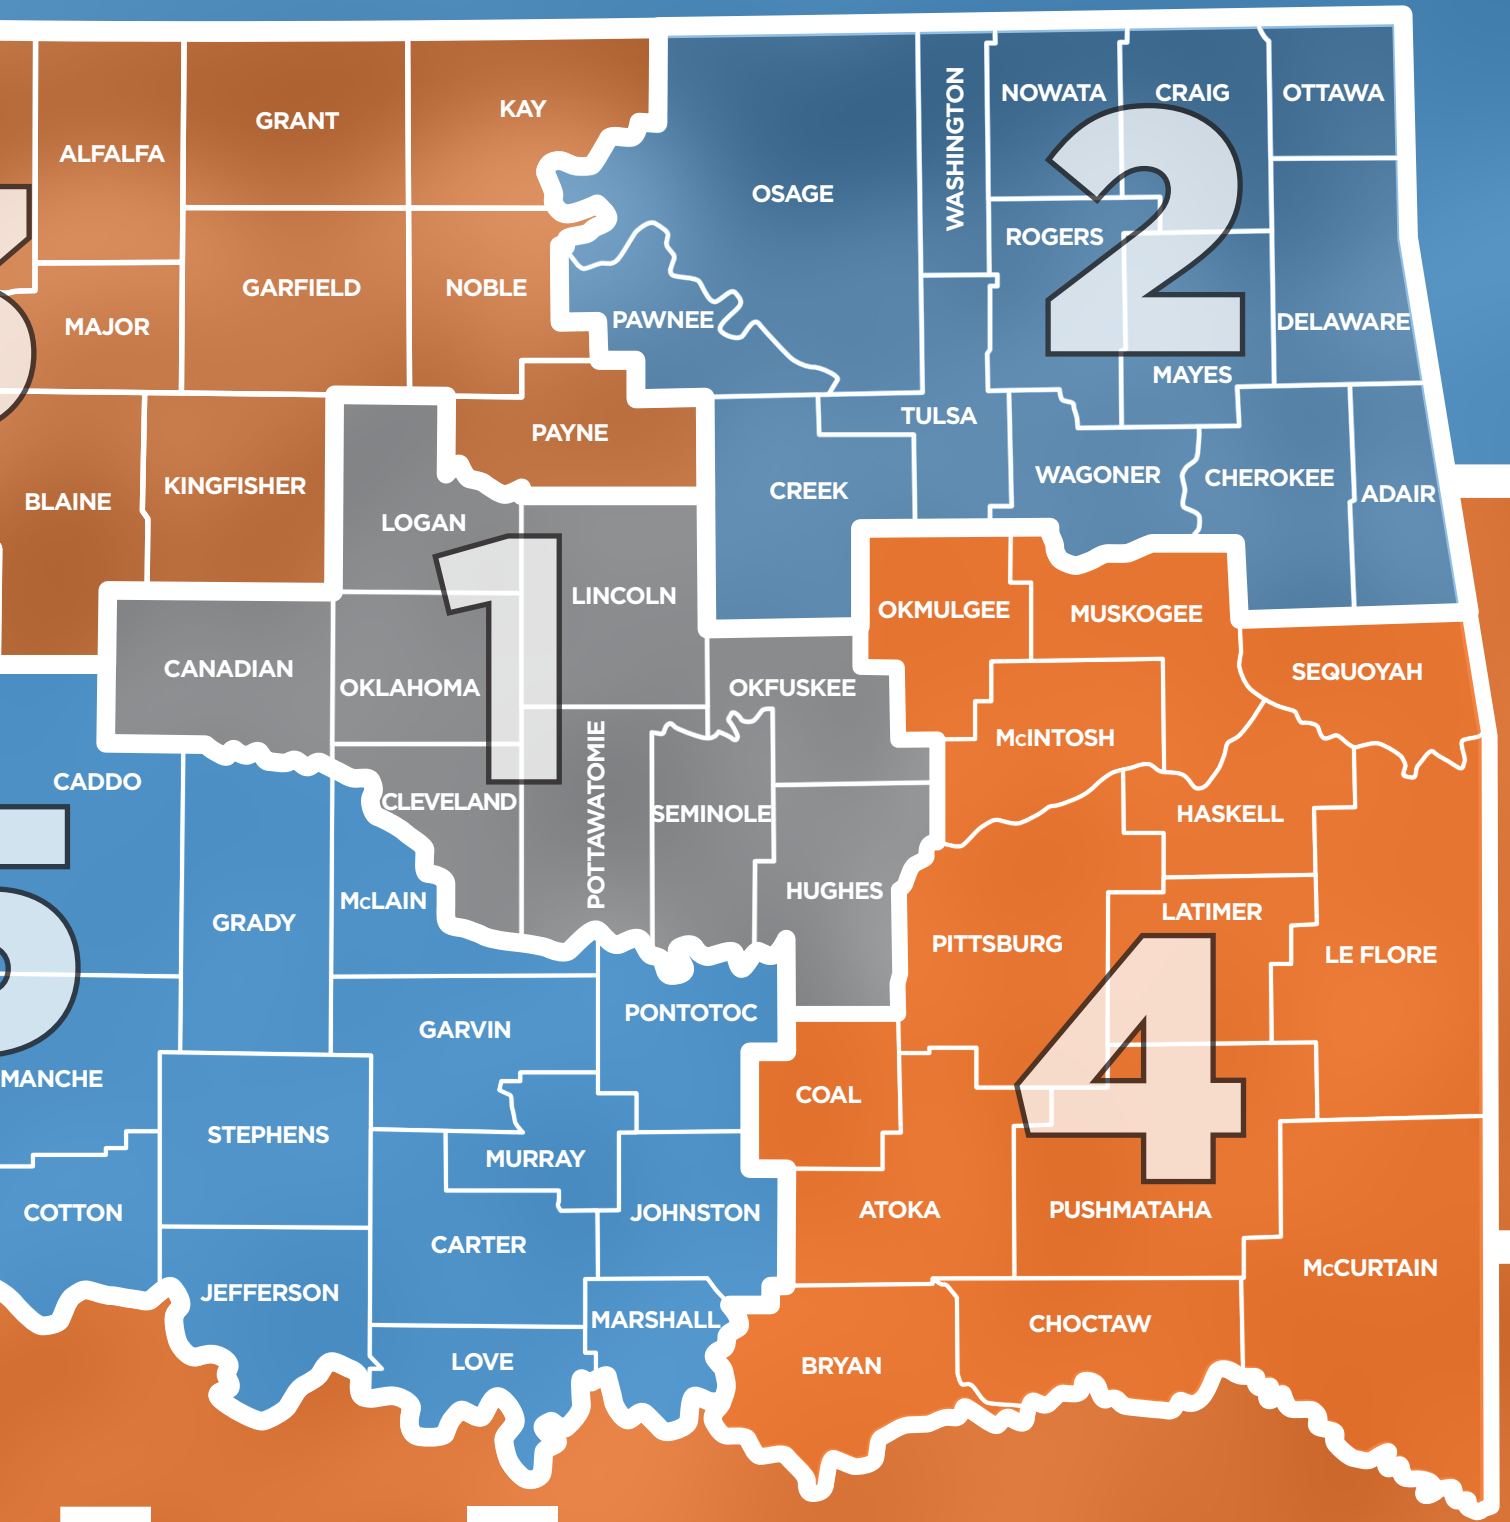 GRANT
KAY
ALFALFA
OSAGE
WASHINGTON
NOWATA
CRAIG
OTTAWA
2
ROGERS
GARFIELD
NOBLE
MAJOR
PAWNEE
DELAWARE
MAYES
TULSA
PAYNE
BLAINE
KINGFISHER
LOGAN
CREEK
WAGONER
CHEROKEE
ADAIR
1
LINCOLN
OKMULGEE
MUSKOGEE
CANADIAN
OKLAHOMA
OKFUSKEE
SEQUOYAH
McINTOSH
CADDO
CLEVELAND
POTTAWATOMIE
SEMINOLE
HASKELL
5
GRADY
McLAIN
HUGHES
PITTSBURG
LATIMER
LE FLORE
4
GARVIN
PONTOTOC
MANCHE
COAL
STEPHENS
MURRAY
COTTON
JOHNSTON
ATOKA
PUSHMATAHA
CARTER
JEFFERSON
MARSHALL
McCURTAIN
CHOCTAW
LOVE
BRYAN